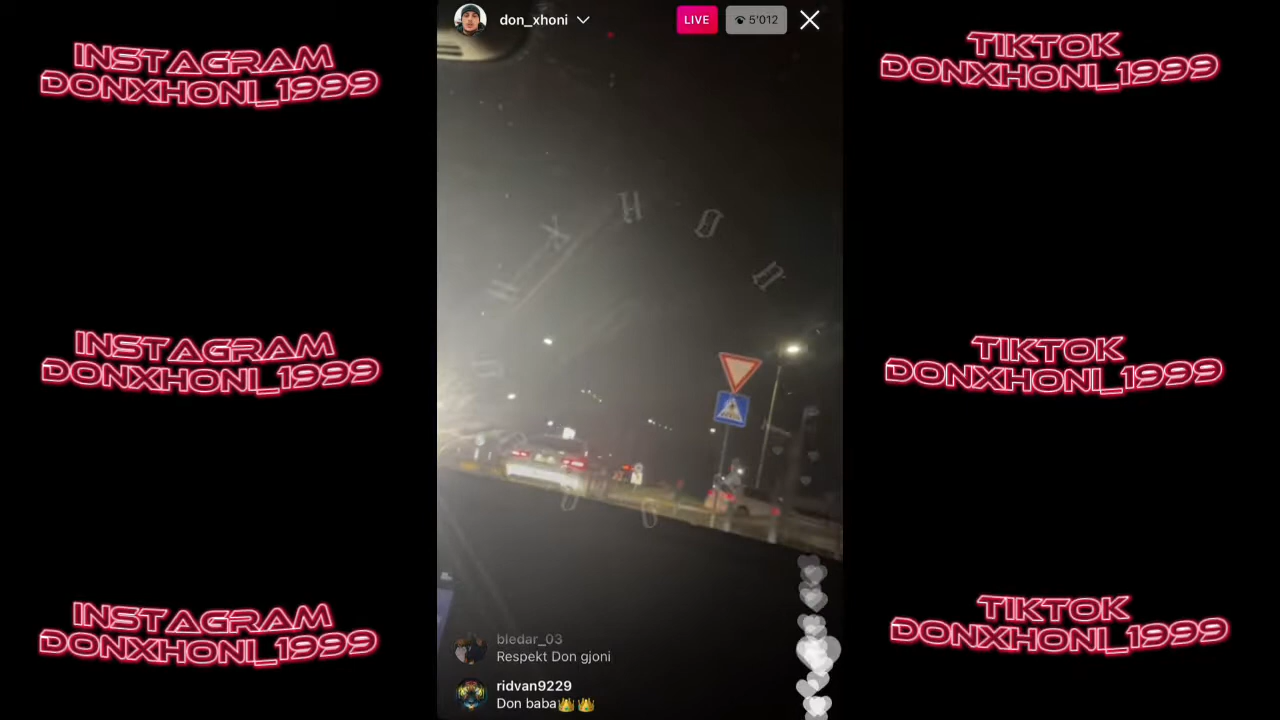 INSTAGRAM
DONXHONI_1999
don_xhoni
LIVE
5'012
TIKTOK
DONXHONI_1999
INSTAGRAM
DONXHONI_1999
TIKTOK
DONXHONI_1999
INSTAGRAM
DONXHONI_1999
bledar_03
Respekt Don gjoni
ridvan9229
Don baba👑👑
TIKTOK
DONXHONI_1999